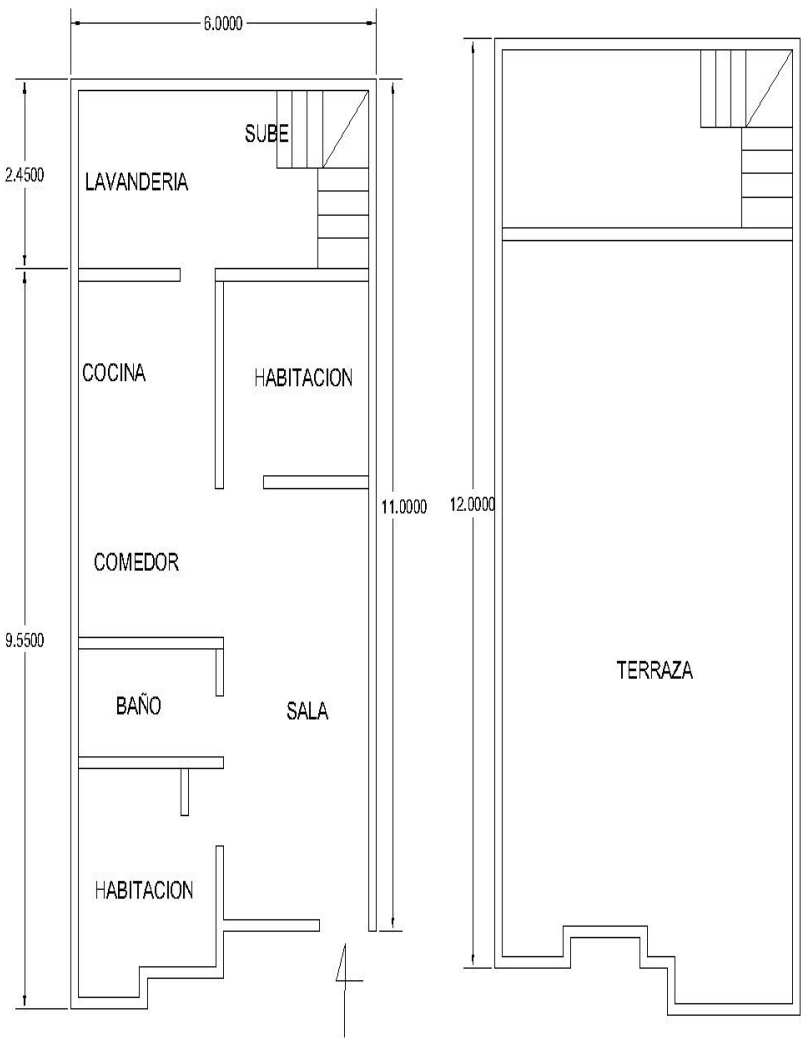 6.0000
SUBE
2.4500
LAVANDERIA
COCINA
HABITACION
11.0000
12.0000
COMEDOR
9.5500
TERRAZA
BAÑO
SALA
HABITACION